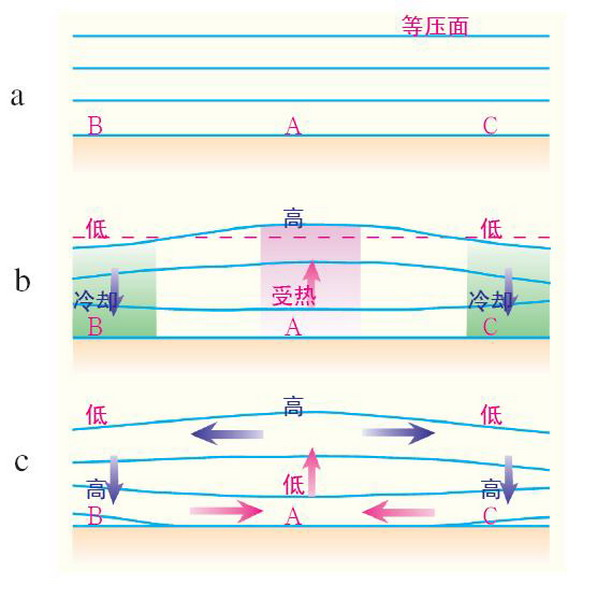 等压面
a
B A C
低 高 低
b
冷却 受热 冷却
B A C
低 高 低
c
高 低 高
B A C